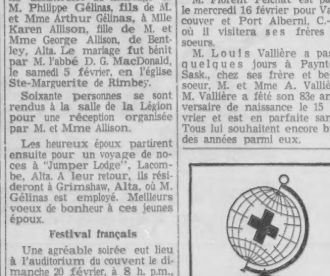 M. Philippe Gélinas, fils de M.
et Mme Arthur Gélinas, à Mlle
Karen Allison, fille de M. et
Mme George Allison, de Bent-
ley, Alta. Le mariage fut bénit
par M. l'abbé D. G. MacDonald,
le samedi 5 février, en l'église
Ste-Marguerite de Rimbey.
Soixante personnes se sont
rendus à la salle de la Légion
pour une réception organisée
par M. et Mme Allison.
Les heureux époux partirent
ensuite pour un voyage de no-
ces à "Jumper Lodge", Lacom-
be, Alta. A leur retour, ils rési-
deront à Grimshaw, Alta, où M.
Gélinas est employé. Meilleurs
voeux de bonheur à ces jeunes
époux.
Festival français
Une agréable soirée eut lieu
à l'auditorium du couvent le di-
manche 20 février, à 8 h. p.m.,
le mercredi 16 février pour Van
couver et Port Alberni, C.-
où il visitera ses frères
soeurs.
M. Louis Vallière a pas
quelques jours à Paynt
Sask., chez ses frère et be
soeur, M. et Mme A. Vallièr
M. Vallière a fêté son 83e an
versaire de naissance le 15 f
vrier et est en parfaite san
Tous lui souhaitent encore b
des années parmi eux.